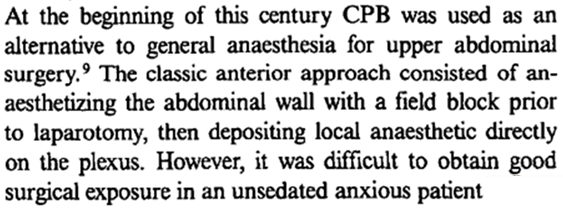 At the beginning of this century CPB was used as an
alternative to general anaesthesia for upper abdominal
surgery.⁹ The classic anterior approach consisted of an-
aesthetizing the abdominal wall with a field block prior
to laparotomy, then depositing local anaesthetic directly
on the plexus. However, it was difficult to obtain good
surgical exposure in an unsedated anxious patient